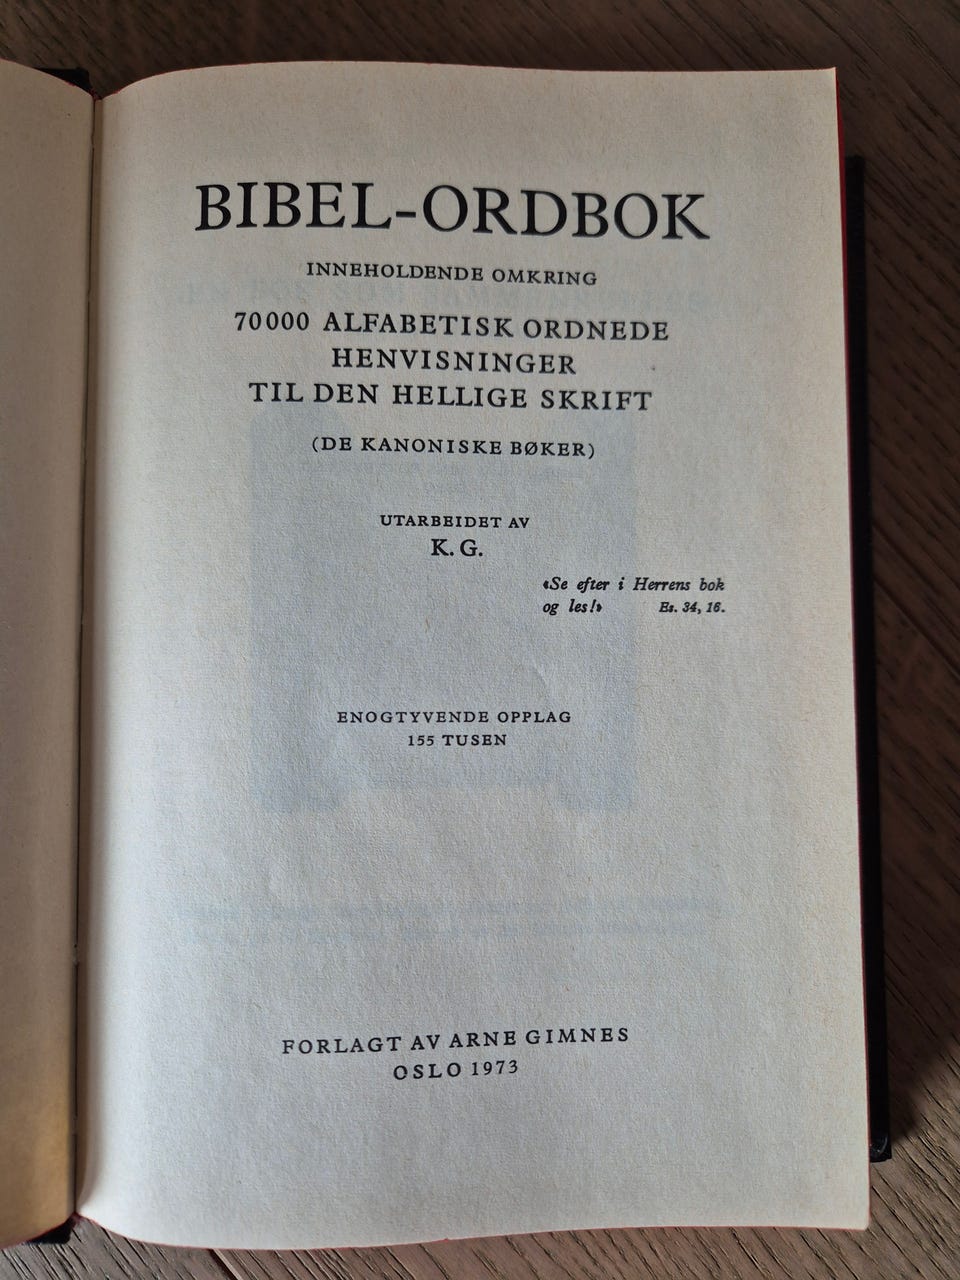 BIBEL-ORDBOK
INNEHOLDENDE OMKRING
70000 ALFABETISK ORDNEDE
HENVISNINGER
TIL DEN HELLIGE SKRIFT
(DE KANONISKE BØKER)
UTARBEIDET AV
K. G.
«Se efter i Herrens bok
og les!» Es. 34, 16.
ENOGTYVENDE OPPLAG
155 TUSEN
FORLAGT AV ARNE GIMNES
OSLO 1973